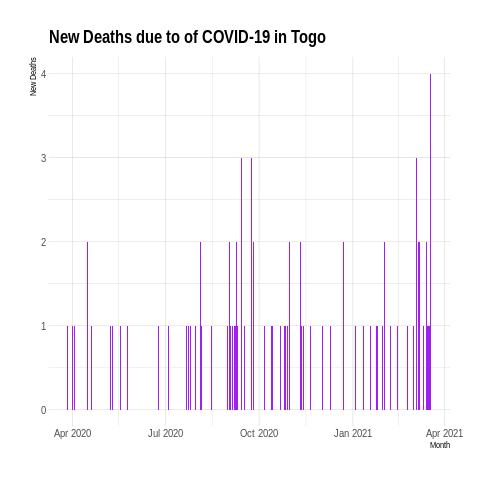 New Deaths due to of COVID-19 in Togo
New Deaths
4
3
2
1
0
Apr 2020 Jul 2020 Oct 2020 Jan 2021 Apr 2021
Month